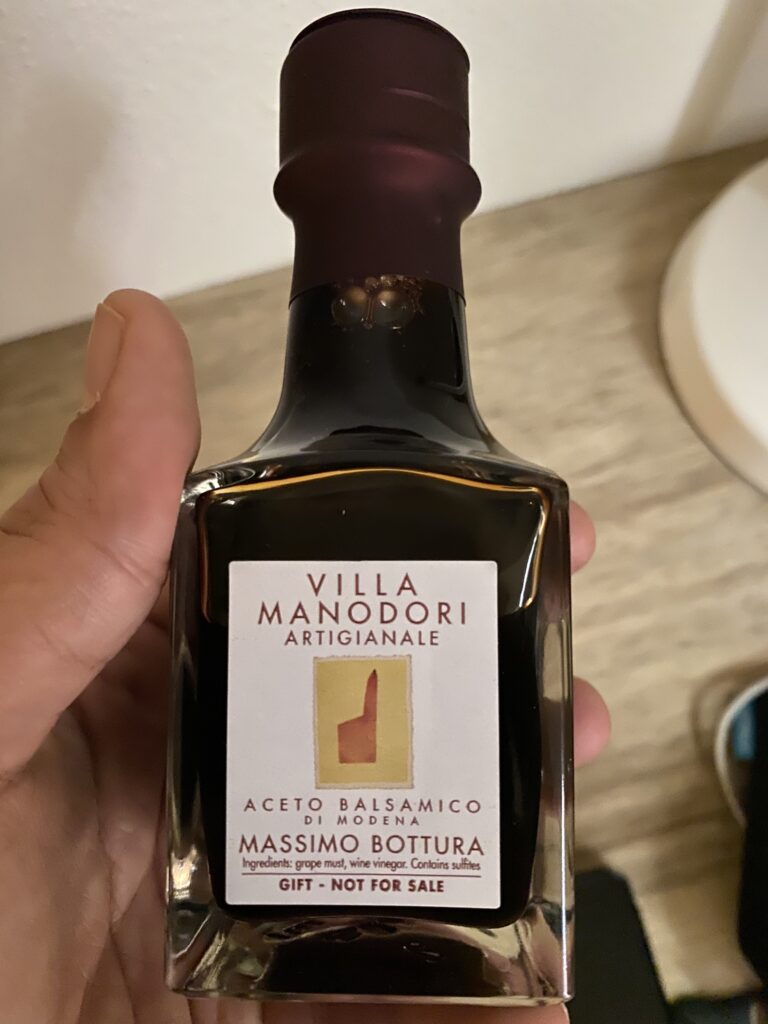 VILLA
MANODORI
ARTIGIANALE
ACETO BALSAMICO
DI MODENA
MASSIMO BOTTURA
Ingredients: grape must, wine vinegar. Contains sulfites
GIFT - NOT FOR SALE